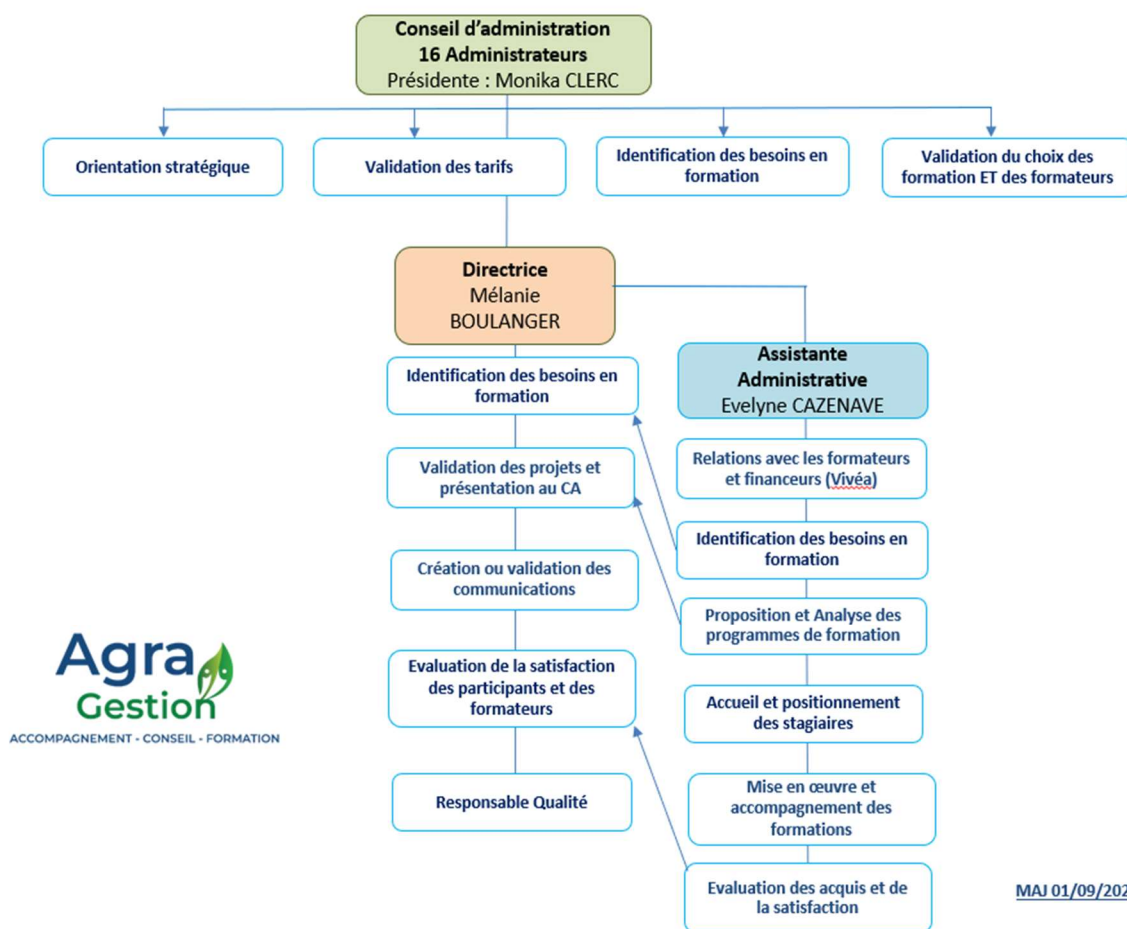 Conseil d’administration
16 Administrateurs
Présidente : Monika CLERC
Orientation stratégique
Validation des tarifs
Identification des besoins en
formation
Validation du choix des
formation ET des formateurs
Directrice
Mélanie
BOULANGER
Identification des besoins en
formation
Validation des projets et
présentation au CA
Création ou validation des
communications
Evaluation de la satisfaction
des participants et des
formateurs
Responsable Qualité
Assistante
Administrative
Evelyne CAZENAVE
Relations avec les formateurs
et financeurs (Vivéa)
Identification des besoins en
formation
Proposition et Analyse des
programmes de formation
Accueil et positionnement
des stagiaires
Mise en œuvre et
accompagnement des
formations
Evaluation des acquis et de
la satisfaction
Agra
Gestion
ACCOMPAGNEMENT - CONSEIL - FORMATION
MAJ 01/09/202